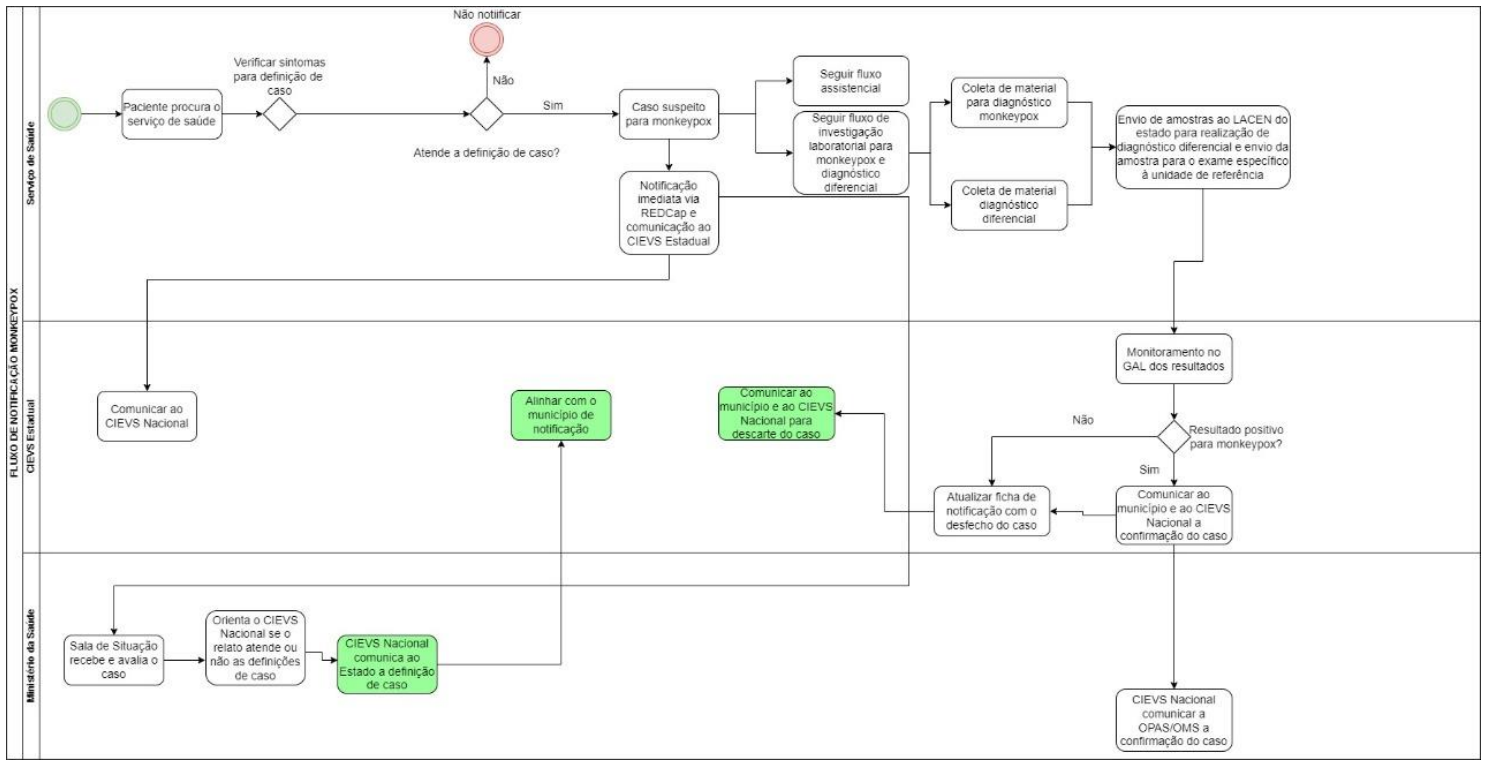 FLUXO DE NOTIFICAÇÃO MONKEYPOX
Serviço de Saúde
Não notiificar
Verificar sintomas
para definição de
caso
Paciente procura o
serviço de saúde
Não
Sim
Atende a definição de caso?
Caso suspeito
para monkeypox
Seguir fluxo
assistencial
Seguir fluxo de
investigação
laboratorial para
monkeypox e
diagnóstico
diferencial
Notificação
imediata via
REDCap e
comunicação ao
CIEVS Estadual
Coleta de material
para diagnóstico
monkeypox
Coleta de material
diagnóstico
diferencial
Envio de amostras ao LACEN do
estado para realização de
diagnóstico diferencial e envio da
amostra para o exame específico
à unidade de referência
CIEVS Estadual
Comunicar ao
CIEVS Nacional
Alinhar com o
município de
notificação
Comunicar ao
município e ao CIEVS
Nacional para
descarte do caso
Monitoramento no
GAL dos resultados
Não
Resultado positivo
para monkeypox?
Sim
Atualizar ficha de
notificação com o
desfecho do caso
Comunicar ao
município e ao CIEVS
Nacional a
confirmação do caso
Ministério da Saúde
Sala de Situação
recebe e avalia o
caso
Orienta o CIEVS
Nacional se o
relato atende ou
não as definições
de caso
CIEVS Nacional
comunica ao
Estado a definição
de caso
CIEVS Nacional
comunicar a
OPAS/OMS a
confirmação do caso